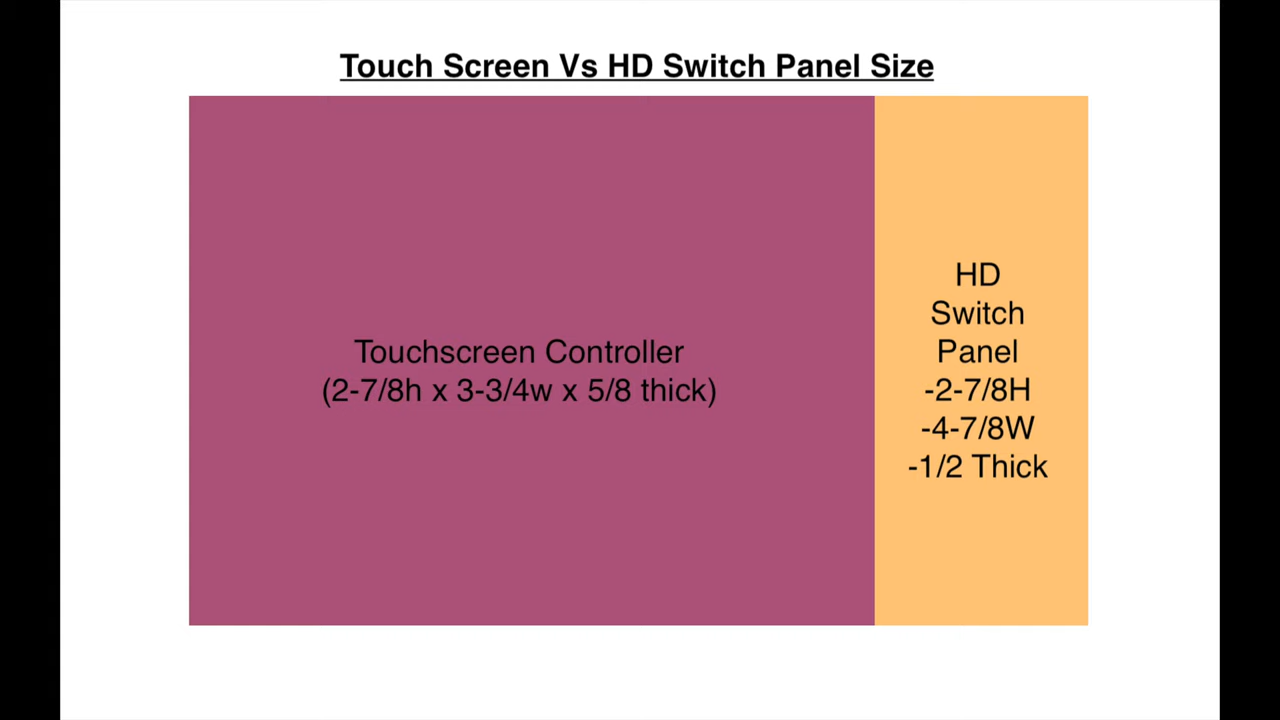 Touch Screen Vs HD Switch Panel Size
Touchscreen Controller
(2-7/8h x 3-3/4w x 5/8 thick)
HD
Switch
Panel
-2-7/8H
-4-7/8W
-1/2 Thick